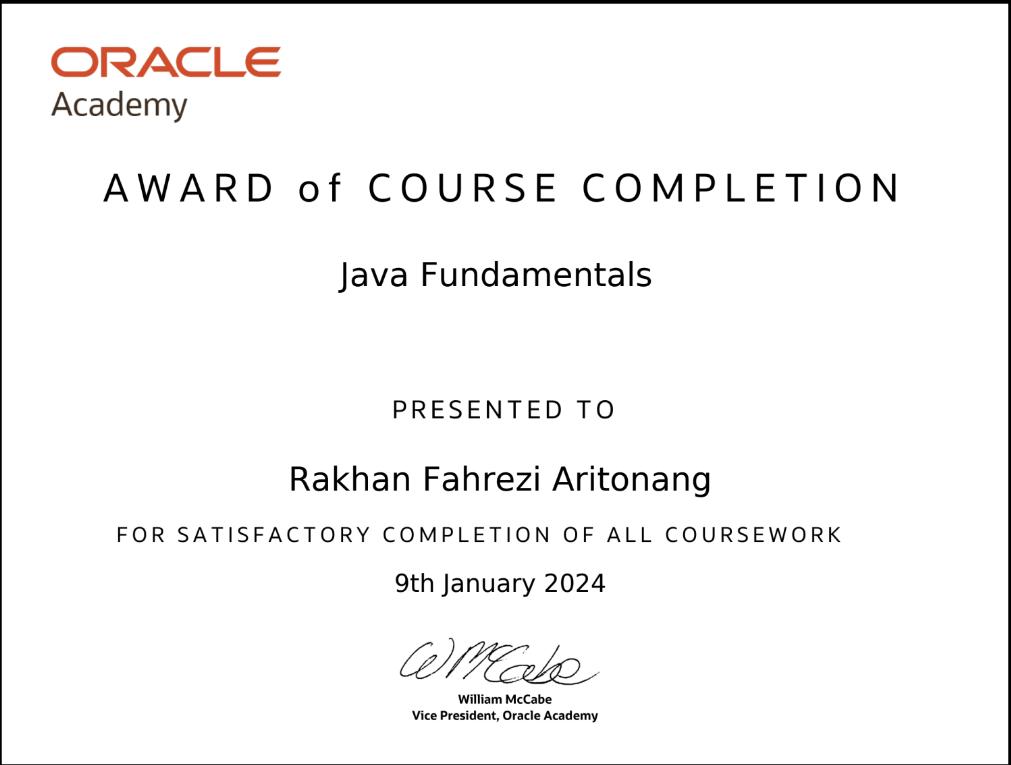 ORACLE
Academy
AWARD of COURSE COMPLETION
Java Fundamentals
PRESENTED TO
Rakhan Fahrezi Aritonang
FOR SATISFACTORY COMPLETION OF ALL COURSEWORK
9th January 2024
W McCabe
William McCabe
Vice President, Oracle Academy